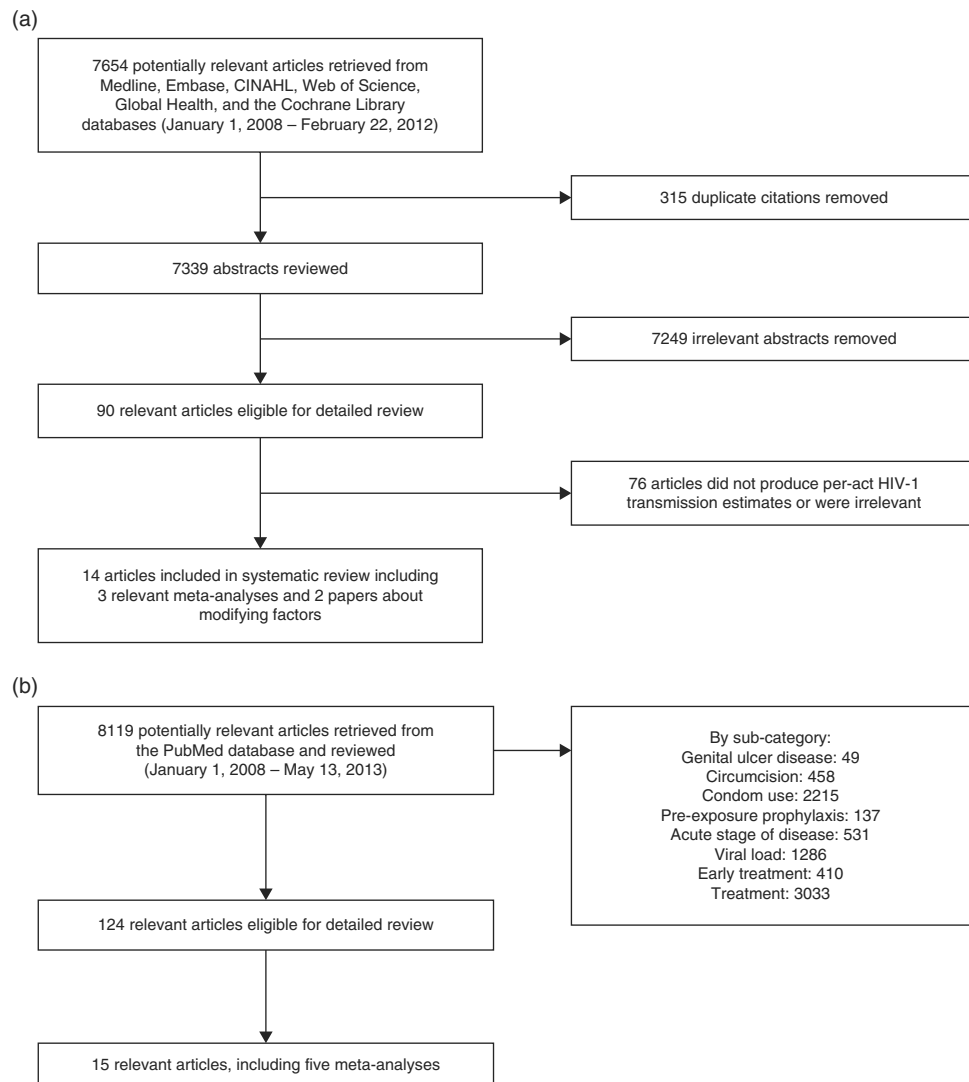 (a)
7654 potentially relevant articles retrieved from
Medline, Embase, CINAHL, Web of Science,
Global Health, and the Cochrane Library
databases (January 1, 2008 – February 22, 2012)
315 duplicate citations removed
7339 abstracts reviewed
7249 irrelevant abstracts removed
90 relevant articles eligible for detailed review
76 articles did not produce per-act HIV-1
transmission estimates or were irrelevant
14 articles included in systematic review including
3 relevant meta-analyses and 2 papers about
modifying factors
(b)
8119 potentially relevant articles retrieved from
the PubMed database and reviewed
(January 1, 2008 – May 13, 2013)
By sub-category:
Genital ulcer disease: 49
Circumcision: 458
Condom use: 2215
Pre-exposure prophylaxis: 137
Acute stage of disease: 531
Viral load: 1286
Early treatment: 410
Treatment: 3033
124 relevant articles eligible for detailed review
15 relevant articles, including five meta-analyses